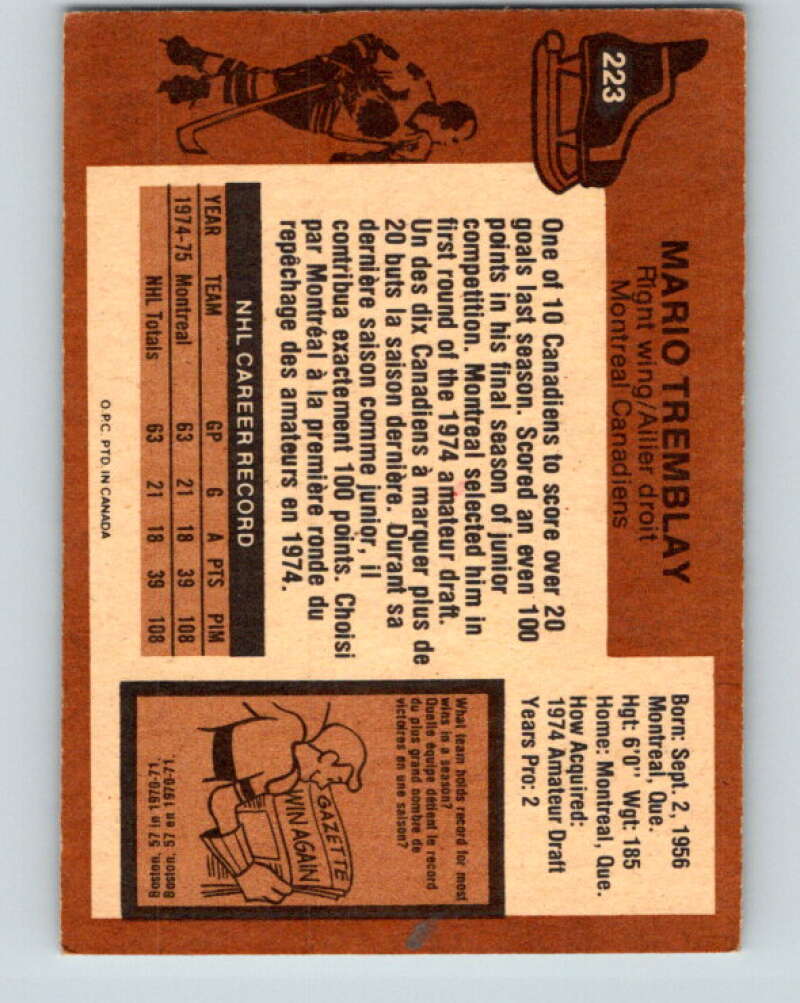 223
MARIO TREMBLAY
Right wing/Ailier droit
Montreal Canadiens
One of 10 Canadiens to score over 20
goals last season. Scored an even 100
points in his final season of junior
competition. Montreal selected him in
first round of the 1974 amateur draft.
Un des dix Canadiens à marquer plus de
20 buts la saison dernière. Durant sa
dernière saison comme junior, il
contribua exactement 100 points. Choisi
par Montréal à la première ronde du
repêchage des amateurs en 1974.
NHL CAREER RECORD
YEAR TEAM GP G A PTS PIM
1974-75 Montreal 63 21 18 39 108
NHL Totals 63 21 18 39 108
O.P.C. PTD. IN CANADA
Born: Sept. 2, 1956
Montreal, Que.
Hgt: 6'0" Wgt: 185
Home: Montreal, Que.
How Acquired:
1974 Amateur Draft
Years Pro: 2
What team holds record for most
wins in a season?
Quelle équipe détient le record
du plus grand nombre de
victoires en une saison?
GAZETTE
WIN AGAIN
Boston, 57 in 1970-71.
Boston, 57 en 1970-71.